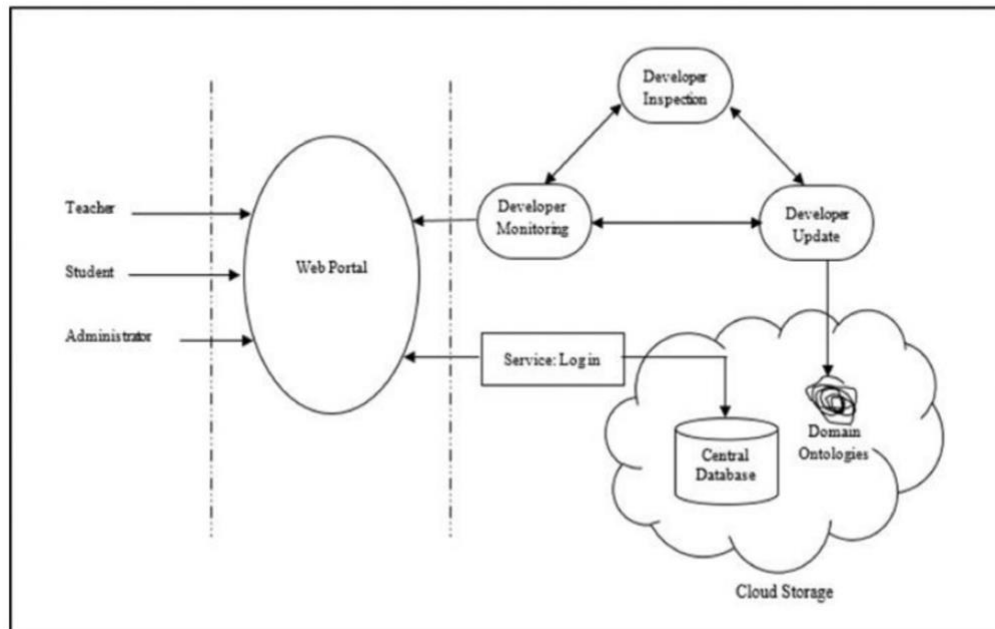 Developer
Inspection
Teacher
Developer
Monitoring
Developer
Update
Web Portal
Student
Administrator
Service: Log in
Domain
Ontologies
Central
Database
Cloud Storage